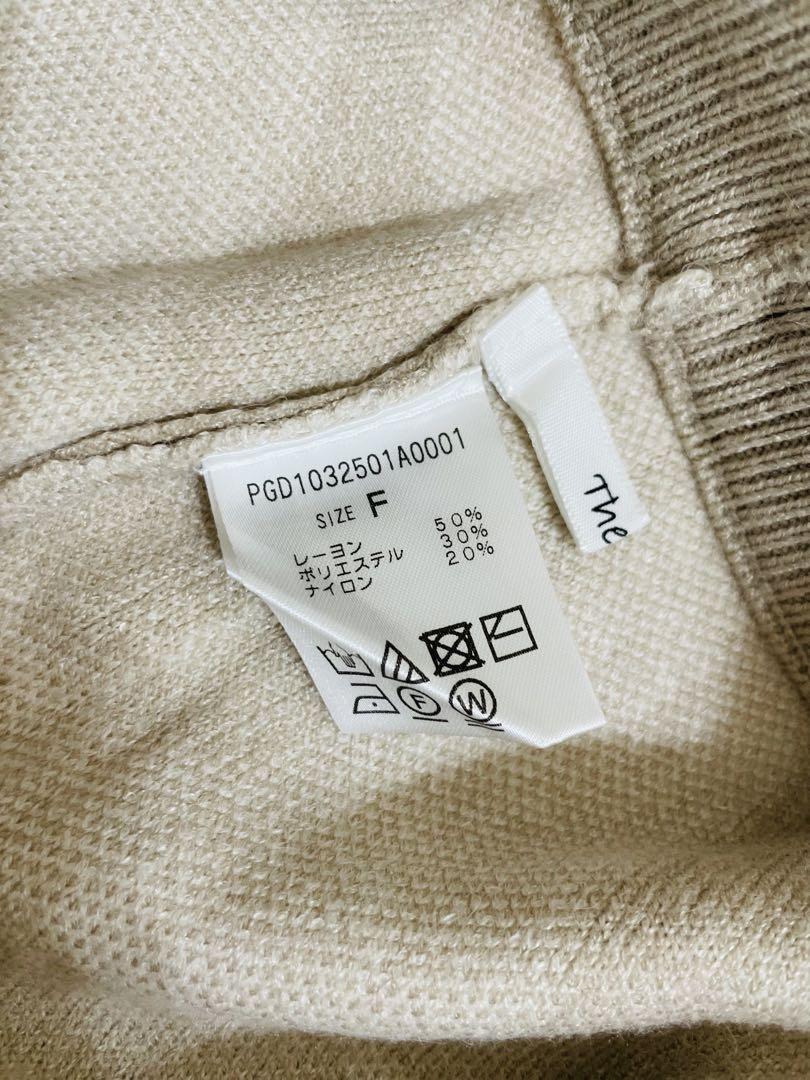 PGD1032501A0001
SIZE F
レーヨン 50%
ポリエステル 30%
ナイロン 20%
F W
The